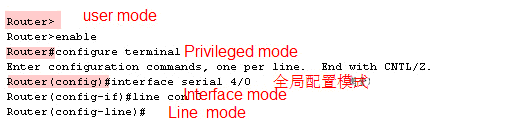 Router> user mode
Router>enable
Router#configure terminal Privileged mode
Enter configuration commands, one per line. End with CNTL/Z.
Router(config)#interface serial 4/0 全局配置模式
Router(config-if)#line con Interface mode
Router(config-line)# Line mode